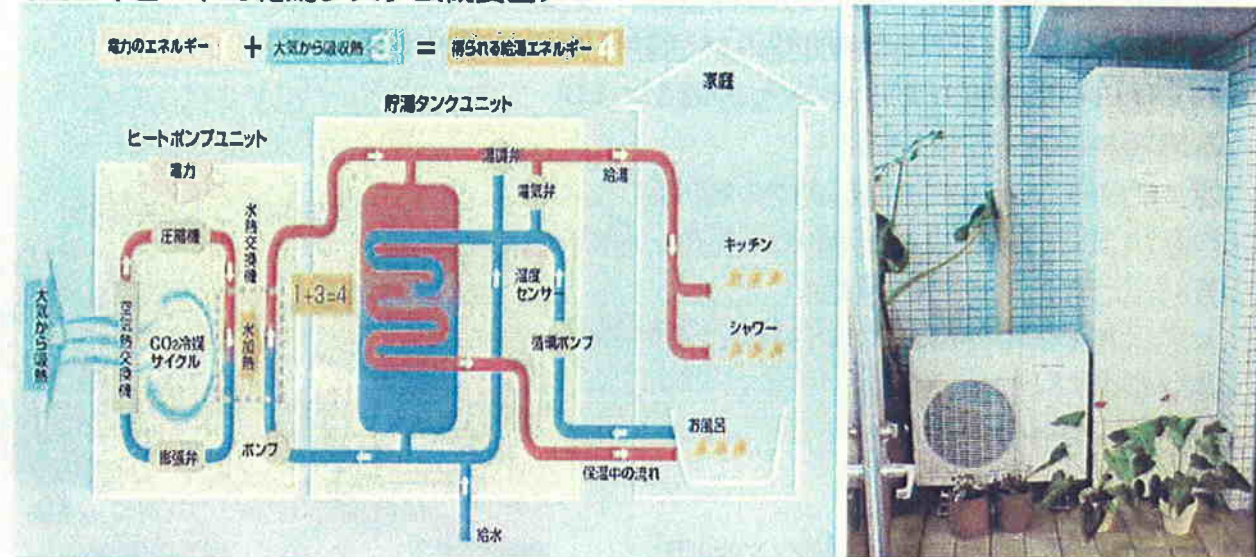 電力のエネルギー + 大気から吸収熱 3 = 得られる給湯エネルギー 4
家庭
貯湯タンクユニット
ヒートポンプユニット
電力
圧縮機
水熱交換機
大気から吸熱
空気熱交換機
CO2冷媒
サイクル
水加熱
膨張弁
ポンプ
1+3=4
電気弁
給湯
温度
センサー
循環ポンプ
キッチン
シャワー
お風呂
保温中の流れ
給水